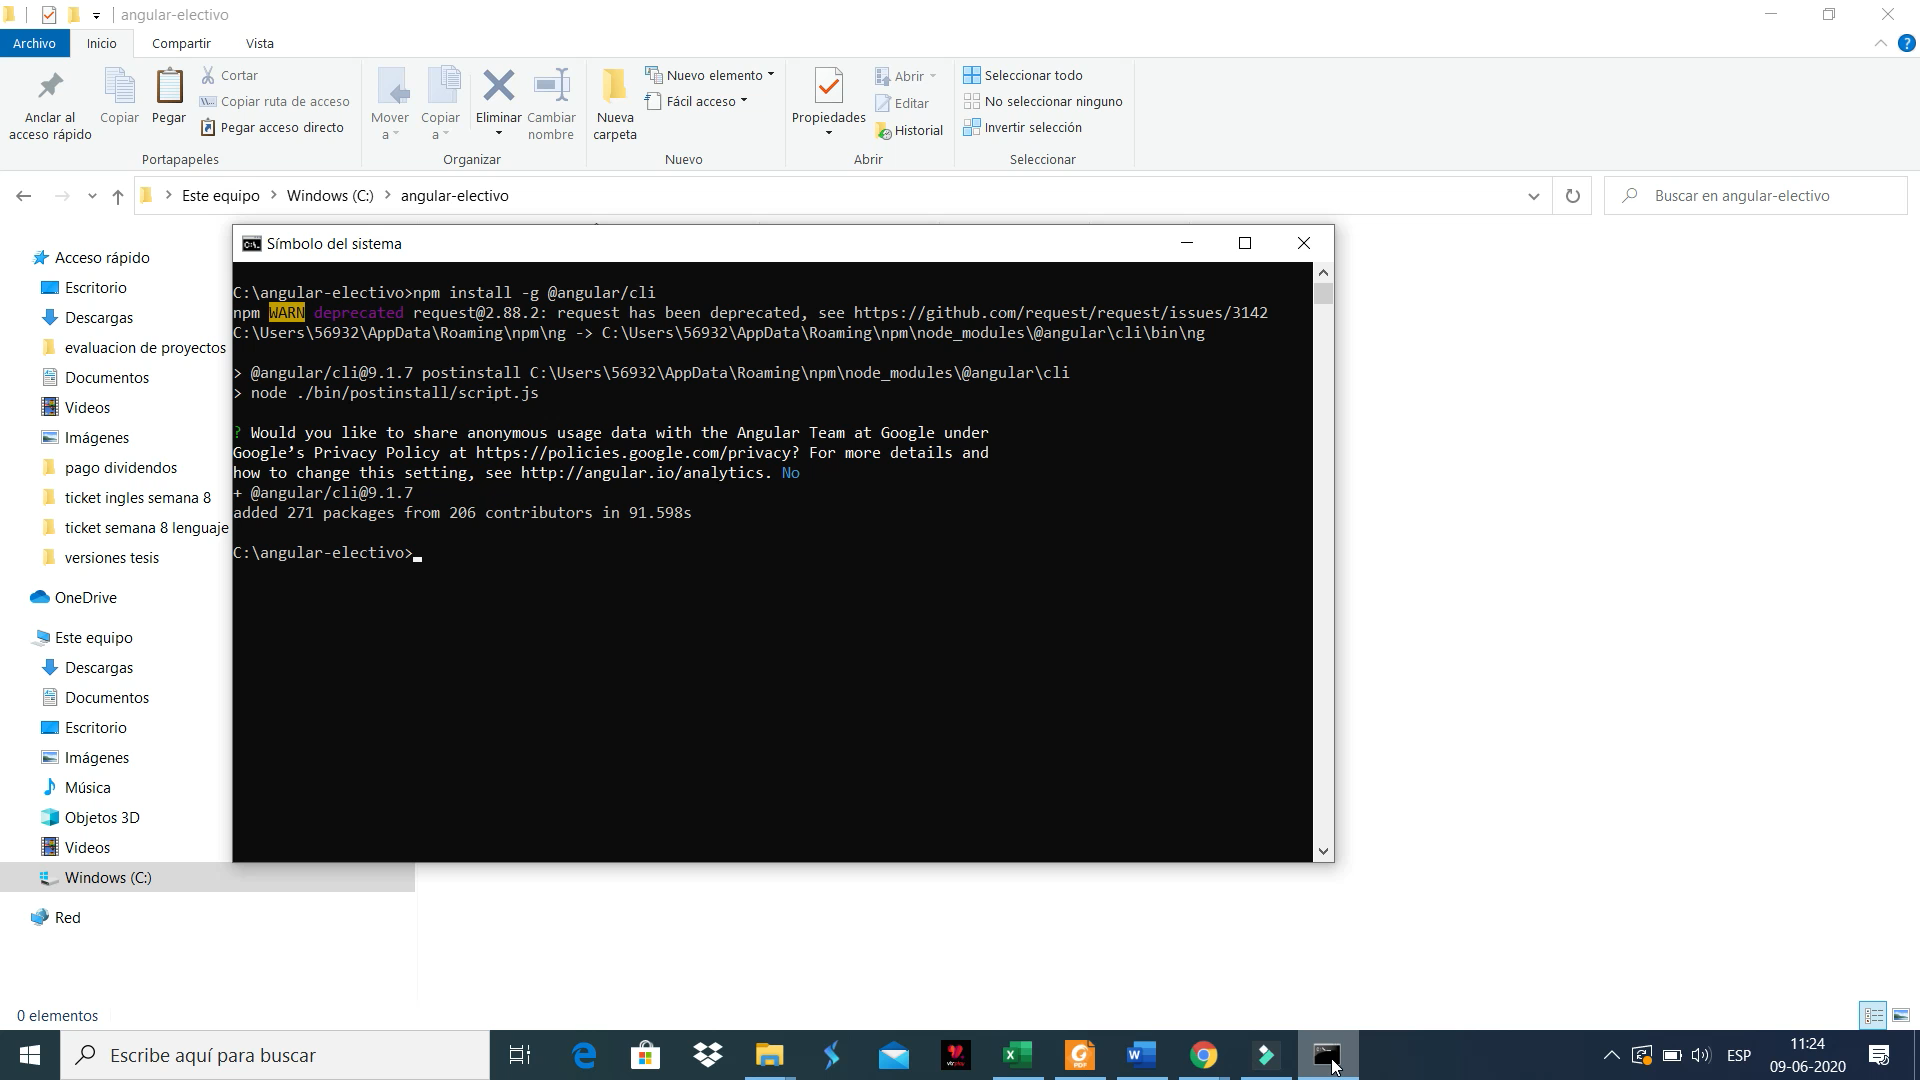 angular-electivo
Archivo
Inicio
Compartir
Vista
Anclar al
acceso rápido
Copiar
Pegar
Cortar
Copiar ruta de acceso
Pegar acceso directo
Portapapeles
Mover
a
Copiar
a
Eliminar
Cambiar
nombre
Organizar
Nueva
carpeta
Nuevo elemento
Fácil acceso
Nuevo
Propiedades
Abrir
Editar
Historial
Abrir
Seleccionar todo
No seleccionar ninguno
Invertir selección
Seleccionar
Este equipo > Windows (C:) > angular-electivo
Buscar en angular-electivo
Acceso rápido
Escritorio
Descargas
evaluacion de proyectos
Documentos
Videos
Imágenes
pago dividendos
ticket ingles semana 8
ticket semana 8 lenguaje
versiones tesis
OneDrive
Este equipo
Descargas
Documentos
Escritorio
Imágenes
Música
Objetos 3D
Videos
Windows (C:)
Red
Símbolo del sistema
C:\angular-electivo>npm install -g @angular/cli
npm WARN deprecated request@2.88.2: request has been deprecated, see https://github.com/request/request/issues/3142
C:\Users\56932\AppData\Roaming\npm\ng -> C:\Users\56932\AppData\Roaming\npm\node_modules\@angular\cli\bin\ng
> @angular/cli@9.1.7 postinstall C:\Users\56932\AppData\Roaming\npm\node_modules\@angular\cli
> node ./bin/postinstall/script.js
? Would you like to share anonymous usage data with the Angular Team at Google under
Google’s Privacy Policy at https://policies.google.com/privacy? For more details and
how to change this setting, see http://angular.io/analytics. No
+ @angular/cli@9.1.7
added 271 packages from 206 contributors in 91.598s
C:\angular-electivo>
0 elementos
Escribe aquí para buscar
PDF
ESP
11:24
09-06-2020